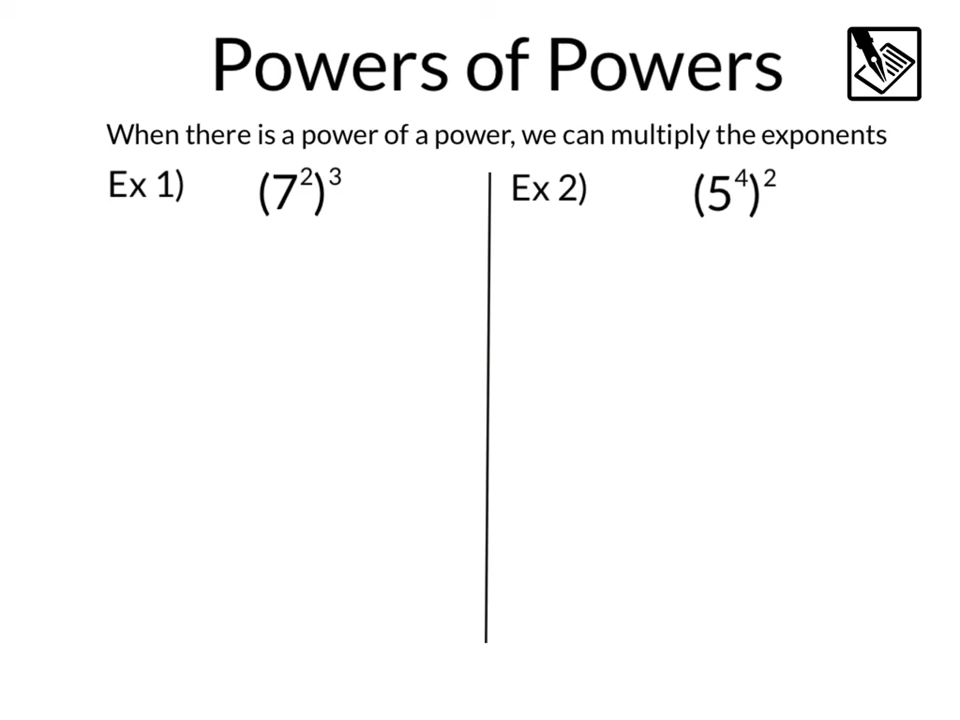 Powers of Powers
When there is a power of a power, we can multiply the exponents
Ex 1) (7²)³
Ex 2) (5⁴)²